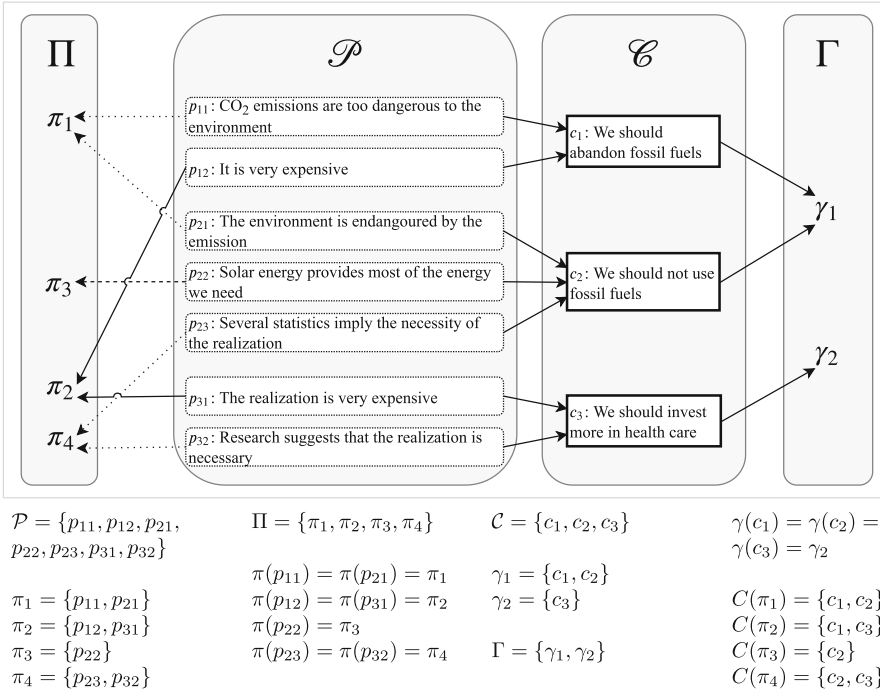 Π 𝒫 𝒞 Γ
π₁
π₃
π₂
π₄
p₁₁: CO₂ emissions are too dangerous to the
environment
p₁₂: It is very expensive
p₂₁: The environment is endangoured by the
emission
p₂₂: Solar energy provides most of the energy
we need
p₂₃: Several statistics imply the necessity of
the realization
p₃₁: The realization is very expensive
p₃₂: Research suggests that the realization is
necessary
c₁: We should
abandon fossil fuels
c₂: We should not use
fossil fuels
c₃: We should invest
more in health care
γ₁
γ₂
𝒫 = {p₁₁, p₁₂, p₂₁,
p₂₂, p₂₃, p₃₁, p₃₂}
π₁ = {p₁₁, p₂₁}
π₂ = {p₁₂, p₃₁}
π₃ = {p₂₂}
π₄ = {p₂₃, p₃₂}
Π = {π₁, π₂, π₃, π₄}
π(p₁₁) = π(p₂₁) = π₁
π(p₁₂) = π(p₃₁) = π₂
π(p₂₂) = π₃
π(p₂₃) = π(p₃₂) = π₄
𝒞 = {c₁, c₂, c₃}
γ₁ = {c₁, c₂}
γ₂ = {c₃}
Γ = {γ₁, γ₂}
γ(c₁) = γ(c₂) =
γ(c₃) = γ₂
C(π₁) = {c₁, c₂}
C(π₂) = {c₁, c₃}
C(π₃) = {c₂}
C(π₄) = {c₂, c₃}